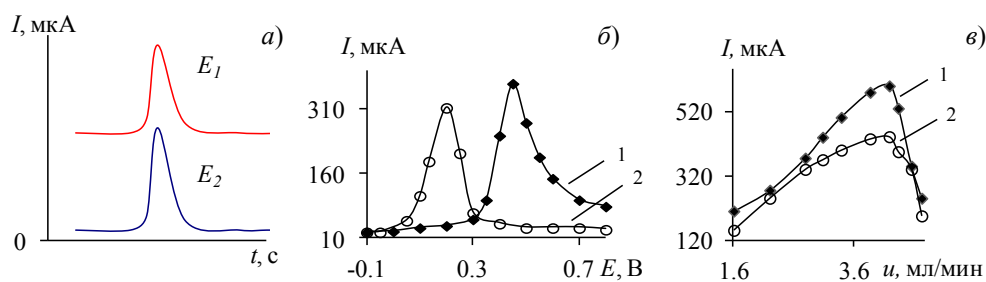 I, мкА
а)
E1
E2
0
t, с
I, мкА
б)
310
160
10
1
2
-0.1
0.3
0.7
E, В
I, мкА
в)
520
320
120
1
2
1.6
3.6
u, мл/мин